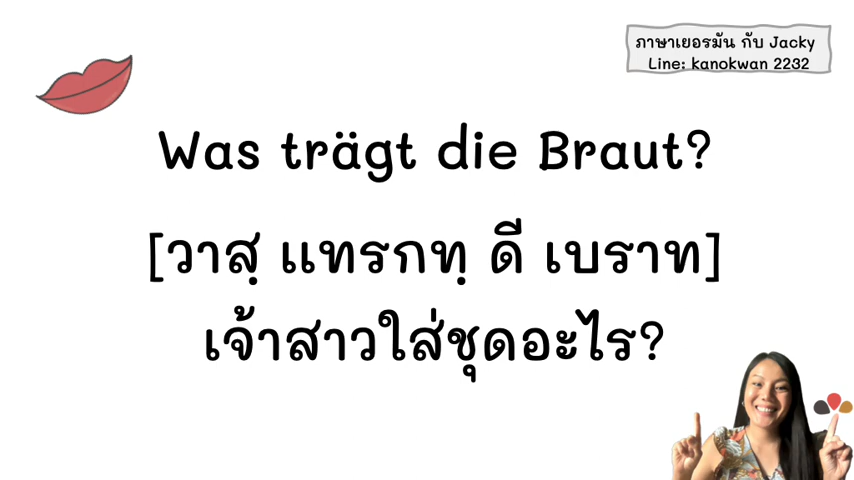 ภาษาเยอรมัน กับ Jacky
Line: kanokwan 2232
Was trägt die Braut?
[วาสฺ แทรกทฺ ดี เบราท]
เจ้าสาวใส่ชุดอะไร?